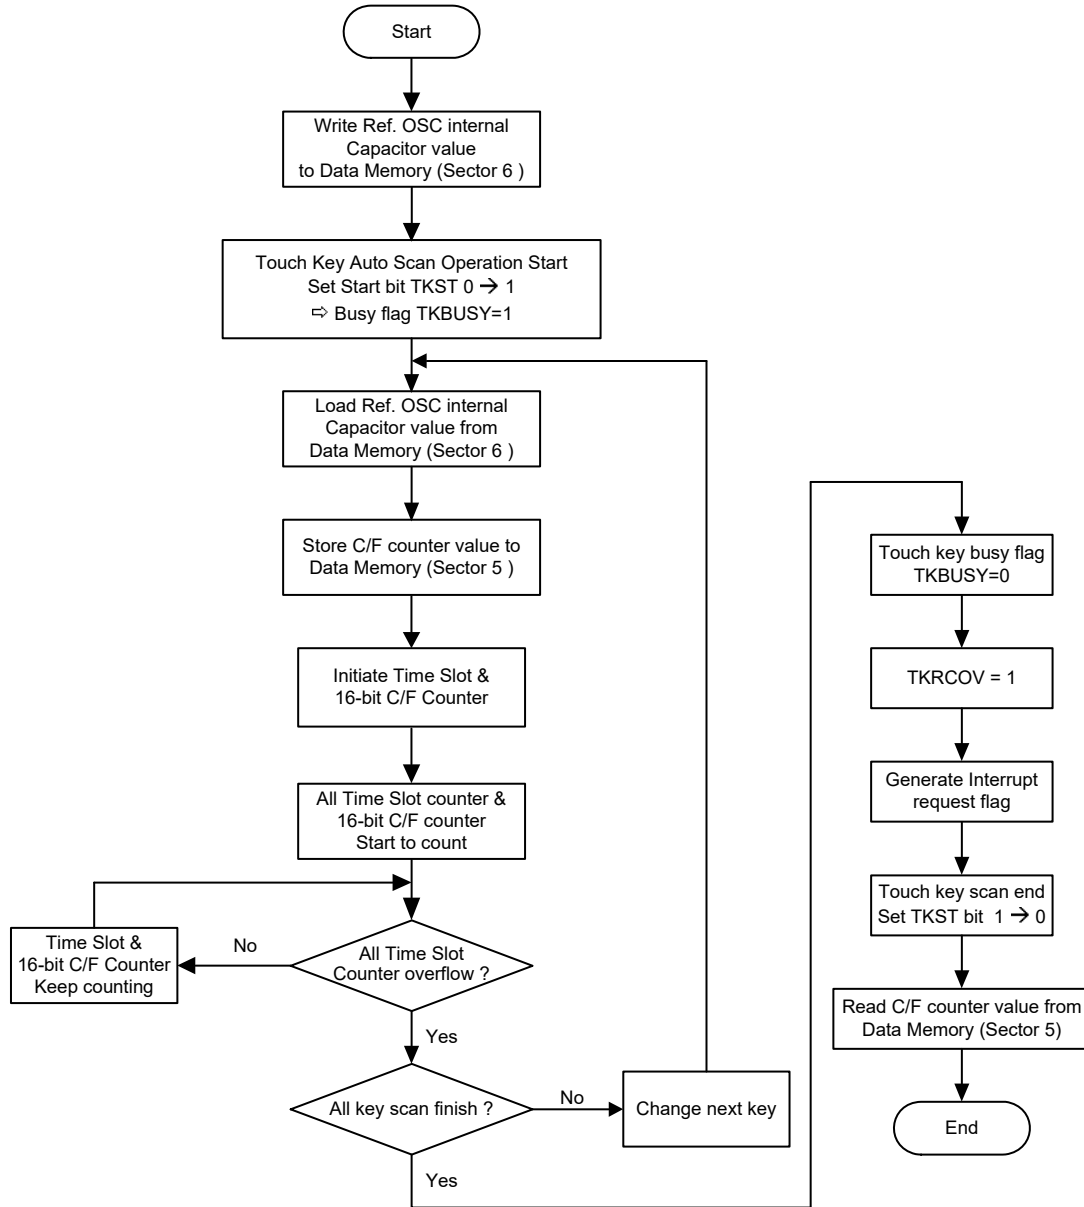 Start
Write Ref. OSC internal
Capacitor value
to Data Memory (Sector 6 )
Touch Key Auto Scan Operation Start
Set Start bit TKST 0 → 1
⇨ Busy flag TKBUSY=1
Load Ref. OSC internal
Capacitor value from
Data Memory (Sector 6 )
Store C/F counter value to
Data Memory (Sector 5 )
Initiate Time Slot &
16-bit C/F Counter
All Time Slot counter &
16-bit C/F counter
Start to count
All Time Slot
Counter overflow ?
No
Time Slot &
16-bit C/F Counter
Keep counting
Yes
All key scan finish ?
No
Change next key
Yes
Touch key busy flag
TKBUSY=0
TKRCOV = 1
Generate Interrupt
request flag
Touch key scan end
Set TKST bit 1 → 0
Read C/F counter value from
Data Memory (Sector 5)
End